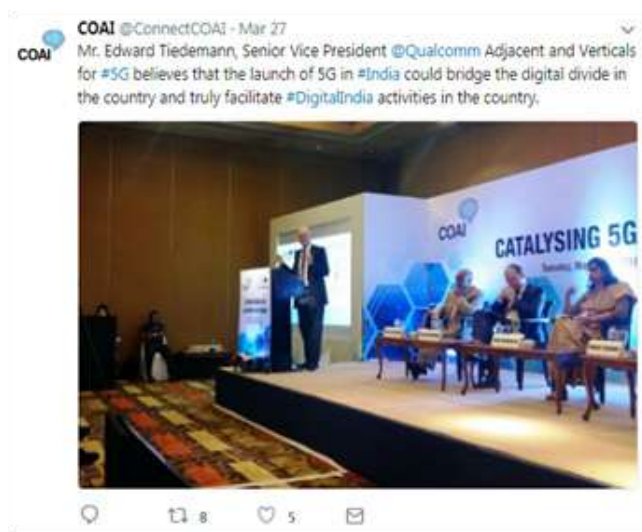 COAI @ConnectCOAI - Mar 27
COAI
Mr. Edward Tiedemann, Senior Vice President @Qualcomm Adjacent and Verticals
for #5G believes that the launch of 5G in #India could bridge the digital divide in
the country and truly facilitate #DigitalIndia activities in the country.
COAI
CATALYSING 5G
Tuesday,
8
5